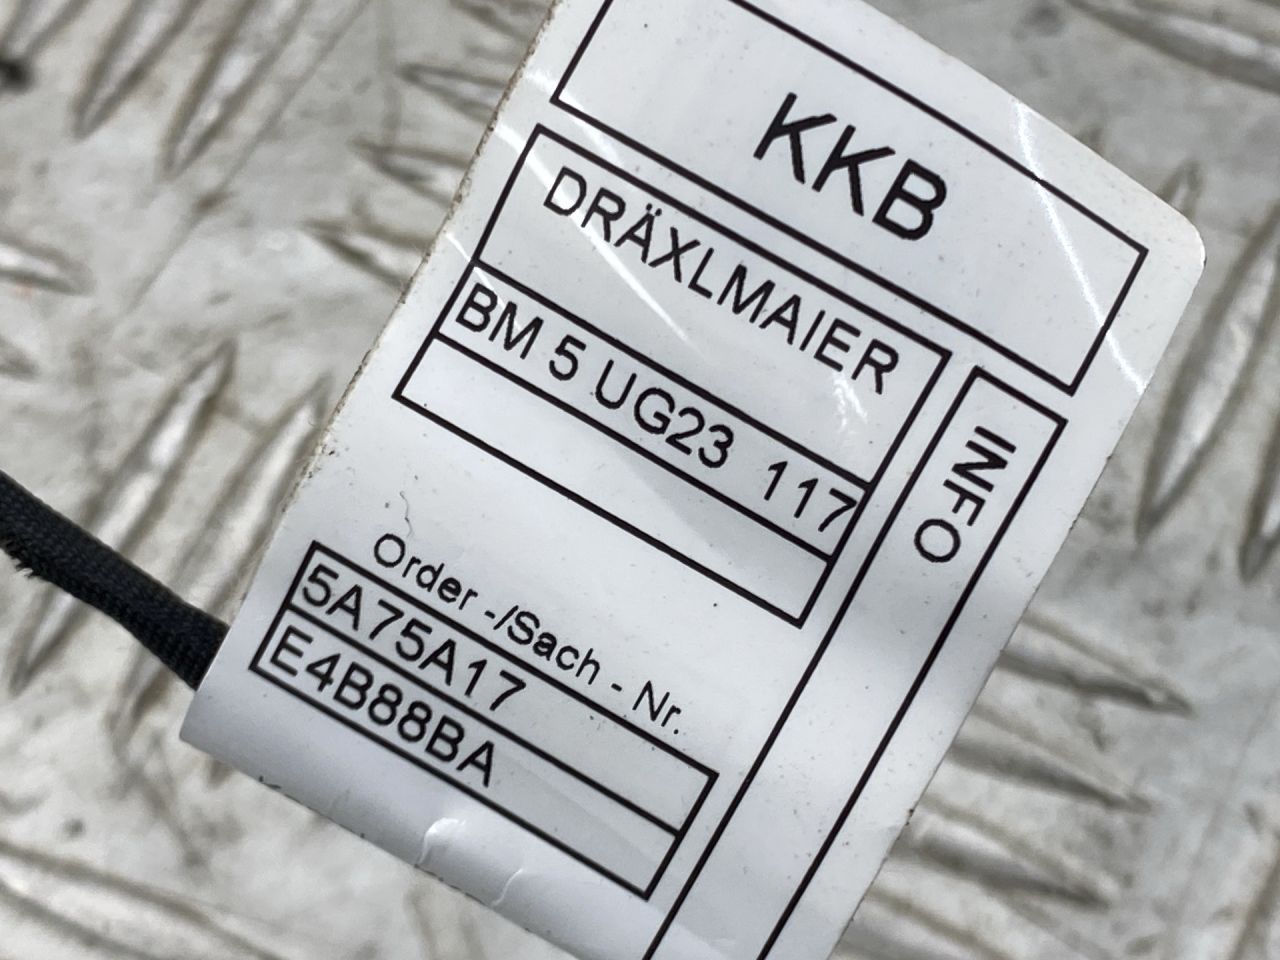 KKB
DRÄXLMAIER
BM 5 UG23 117
INFO
Order -/Sach - Nr.
5A75A17
E4B88BA